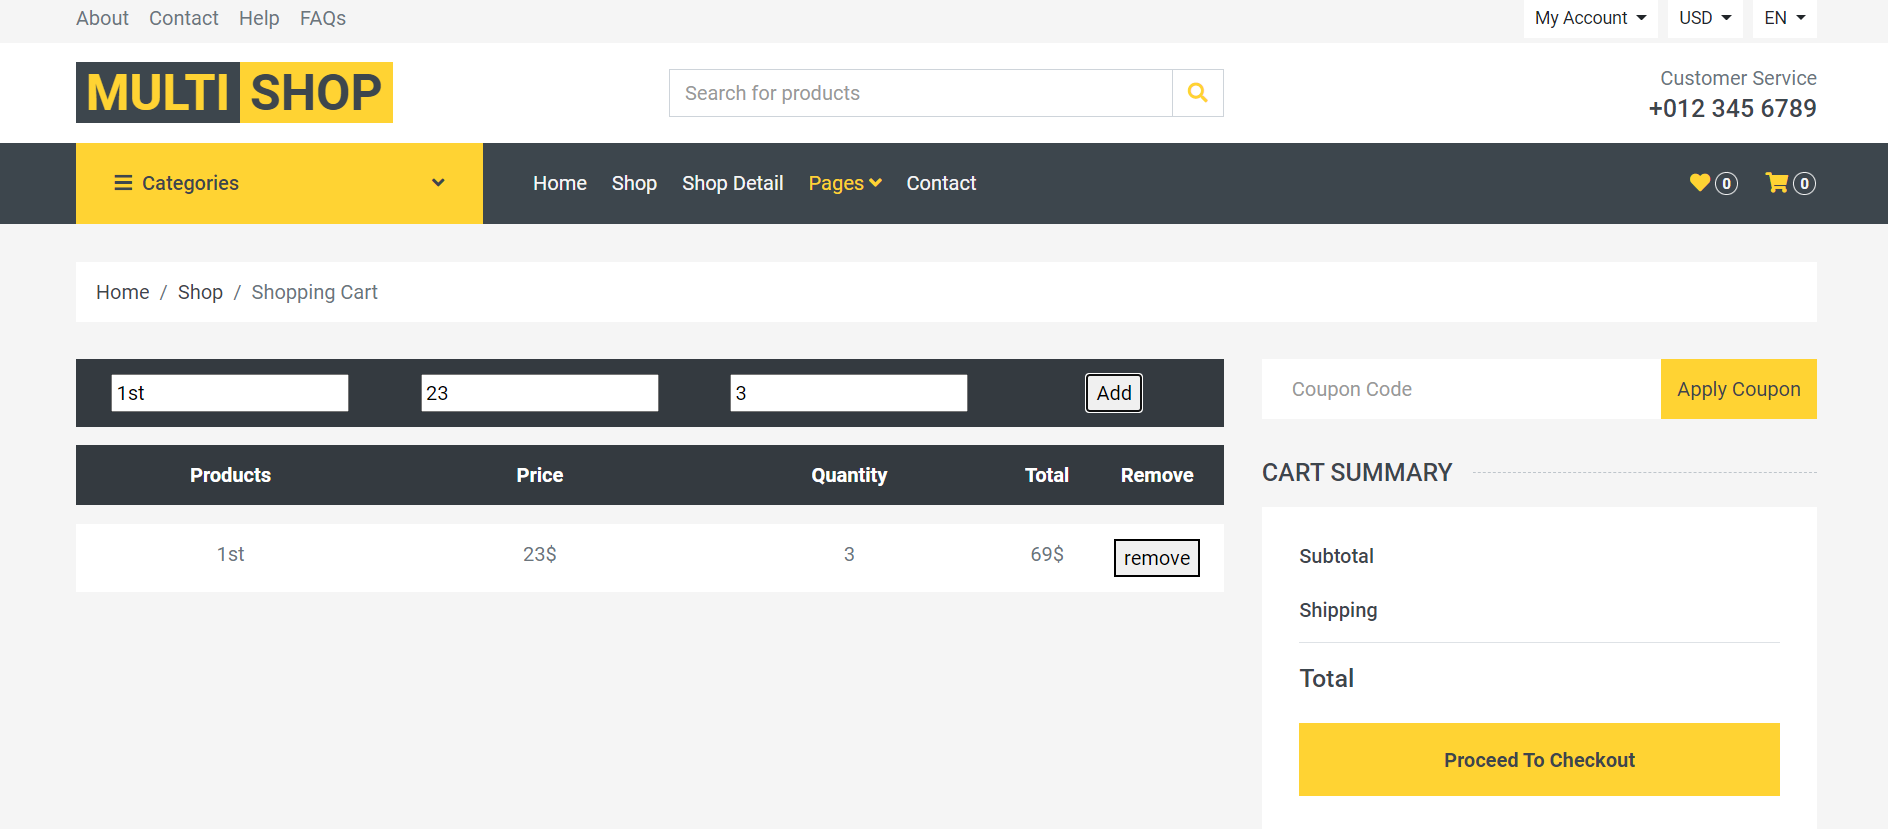 About Contact Help FAQs My Account USD EN
MULTI SHOP
Search for products
Customer Service
+012 345 6789
Categories
Home Shop Shop Detail Pages Contact 0 0
Home / Shop / Shopping Cart
1st 23 3 Add
Coupon Code Apply Coupon
Products Price Quantity Total Remove
1st 23$ 3 69$ remove
CART SUMMARY
Subtotal
Shipping
Total
Proceed To Checkout